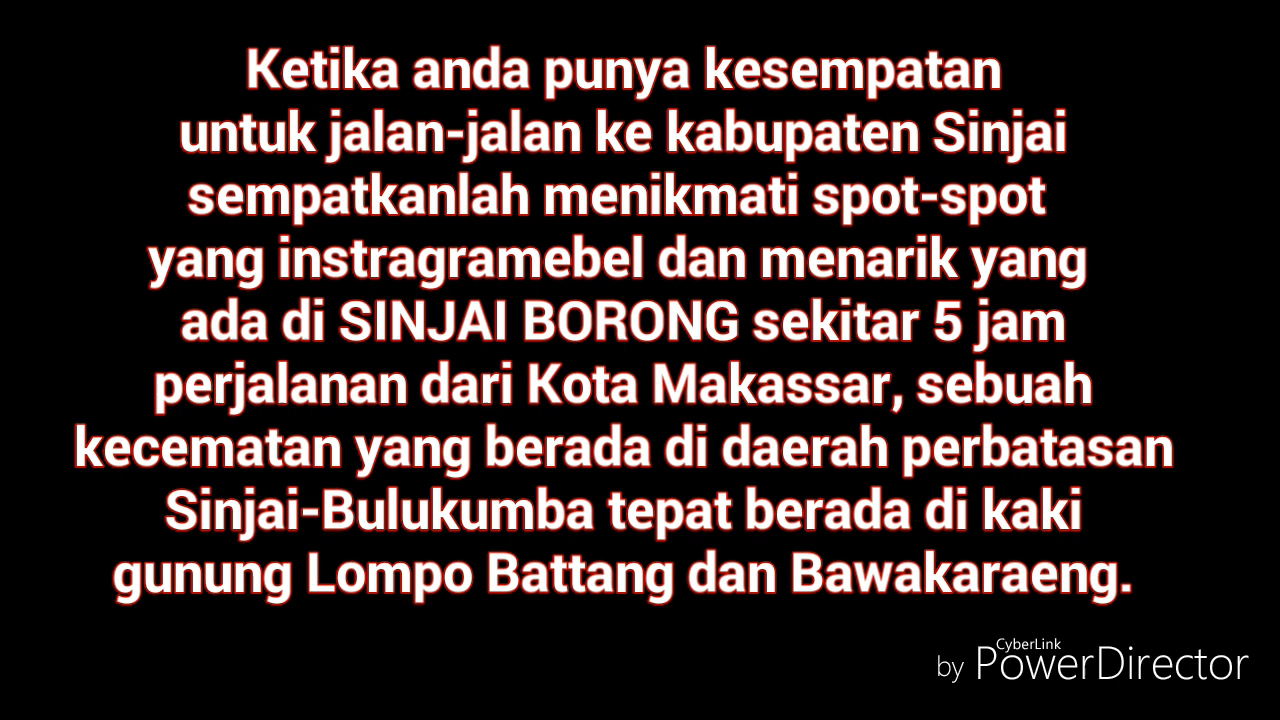 Ketika anda punya kesempatan
untuk jalan-jalan ke kabupaten Sinjai
sempatkanlah menikmati spot-spot
yang instragramebel dan menarik yang
ada di SINJAI BORONG sekitar 5 jam
perjalanan dari Kota Makassar, sebuah
kecematan yang berada di daerah perbatasan
Sinjai-Bulukumba tepat berada di kaki
gunung Lompo Battang dan Bawakaraeng.
CyberLink
by PowerDirector